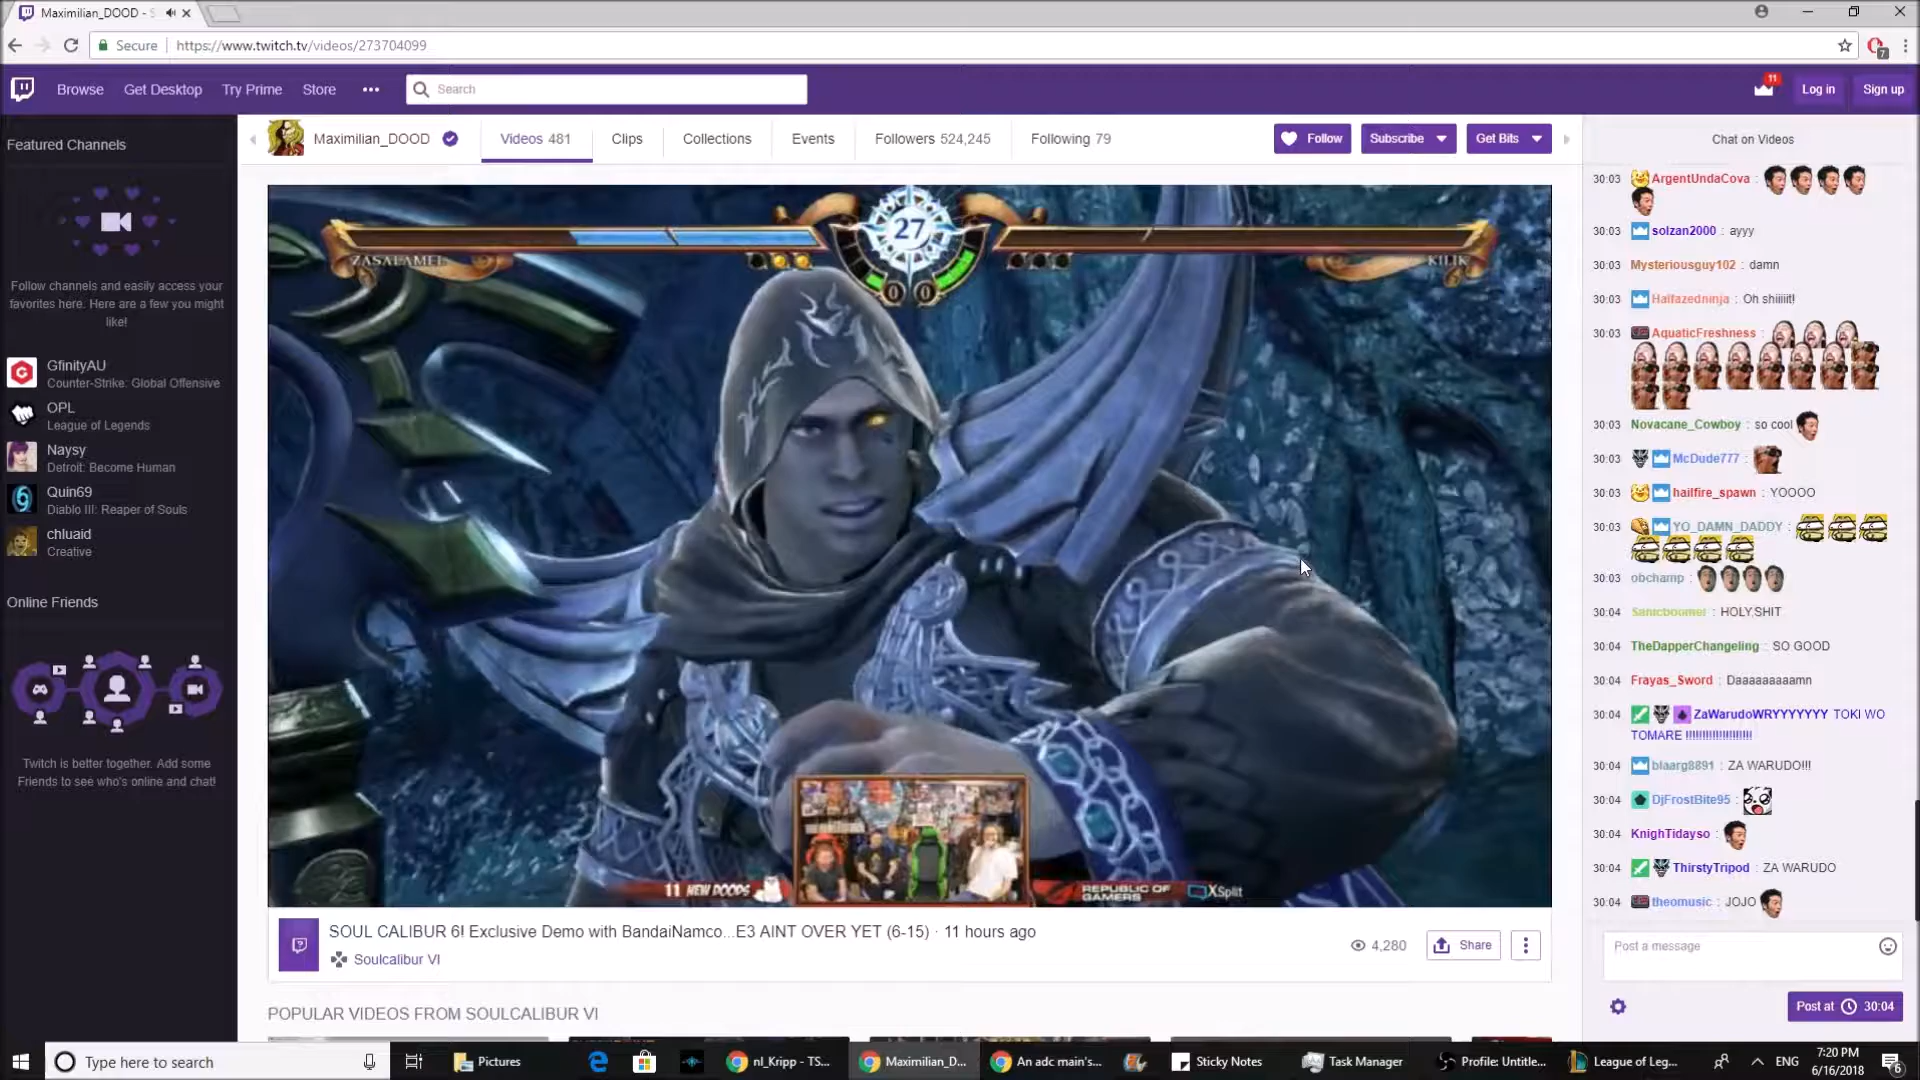 Maximilian_DOOD - S
Secure
https://www.twitch.tv/videos/273704099
7
Browse
Get Desktop
Try Prime
Store
Search
11
Log in
Sign up
Featured Channels
Follow channels and easily access your
favorites here. Here are a few you might
like!
GfinityAU
Counter-Strike: Global Offensive
OPL
League of Legends
Naysy
Detroit: Become Human
Quin69
Diablo III: Reaper of Souls
chluaid
Creative
Online Friends
Twitch is better together. Add some
Friends to see who's online and chat!
Maximilian_DOOD
Videos 481
Clips
Collections
Events
Followers 524,245
Following 79
Follow
Subscribe
Get Bits
27
ZASALAMEL
KILIK
0 0
11 NEW DOODS
REPUBLIC OF
GAMERS
XSplit
SOUL CALIBUR 6! Exclusive Demo with BandaiNamco...E3 AINT OVER YET (6-15) · 11 hours ago
Soulcalibur VI
4,280
Share
POPULAR VIDEOS FROM SOULCALIBUR VI
Chat on Videos
30:03 ArgentUndaCova :
30:03 solzan2000 : ayyy
30:03 Mysteriousguy102 : damn
30:03 Halfazedninja : Oh shiiiiit!
30:03 AquaticFreshness :
30:03 Novacane_Cowboy : so cool
30:03 McDude777 :
30:03 hailfire_spawn : YOOOO
30:03 YO_DAMN_DADDY :
30:03 obchamp :
30:04 Sanicboomer : HOLY SHIT
30:04 TheDapperChangeling : SO GOOD
30:04 Frayas_Sword : Daaaaaaaaamn
30:04 ZaWarudoWRYYYYYYY TOKI WO
TOMARE !!!!!!!!!!!!!!!!!!!!
30:04 blaarg8891 : ZA WARUDO!!!
30:04 DjFrostBite95 :
30:04 KnighTidayso :
30:04 ThirstyTripod : ZA WARUDO
30:04 theomusic : JOJO
Post a message
Post at 30:04
Type here to search
Pictures
nl_Kripp - TS...
Maximilian_D...
An adc main's...
Sticky Notes
Task Manager
Profile: Untitle...
League of Leg...
ENG
7:20 PM
6/16/2018
6